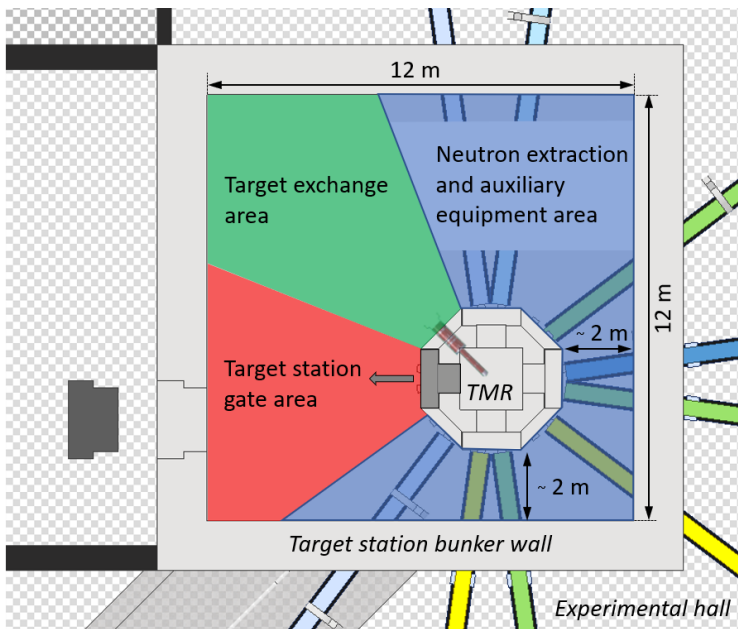 12 m
Target exchange
area
Neutron extraction
and auxiliary
equipment area
12 m
~ 2 m
Target station
gate area
TMR
~ 2 m
Target station bunker wall
Experimental hall